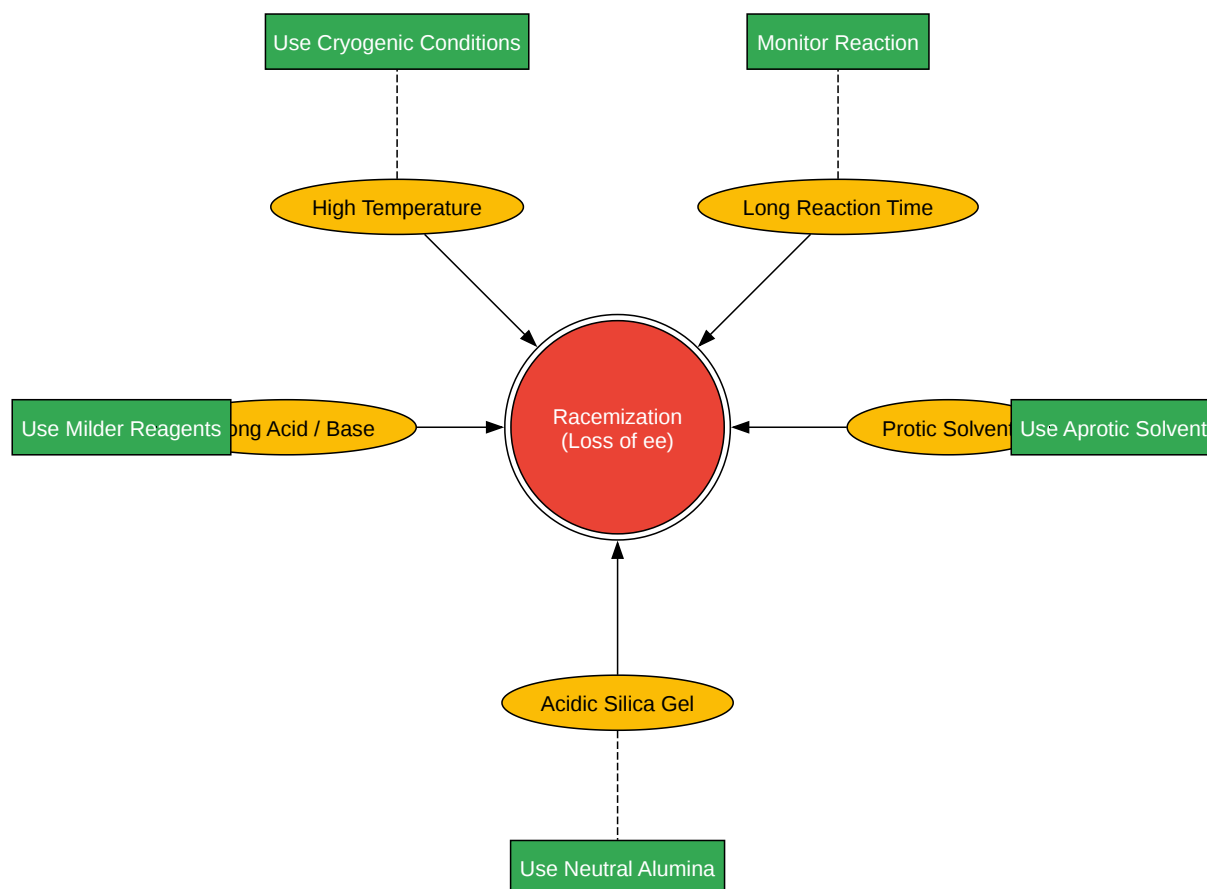 Use Cryogenic Conditions
Monitor Reaction
High Temperature
Long Reaction Time
Racemization
(Loss of ee)
Use Milder Reagents
Acid / Base
Protic Solvent
Use Aprotic Solvent
Acidic Silica Gel
Use Neutral Alumina